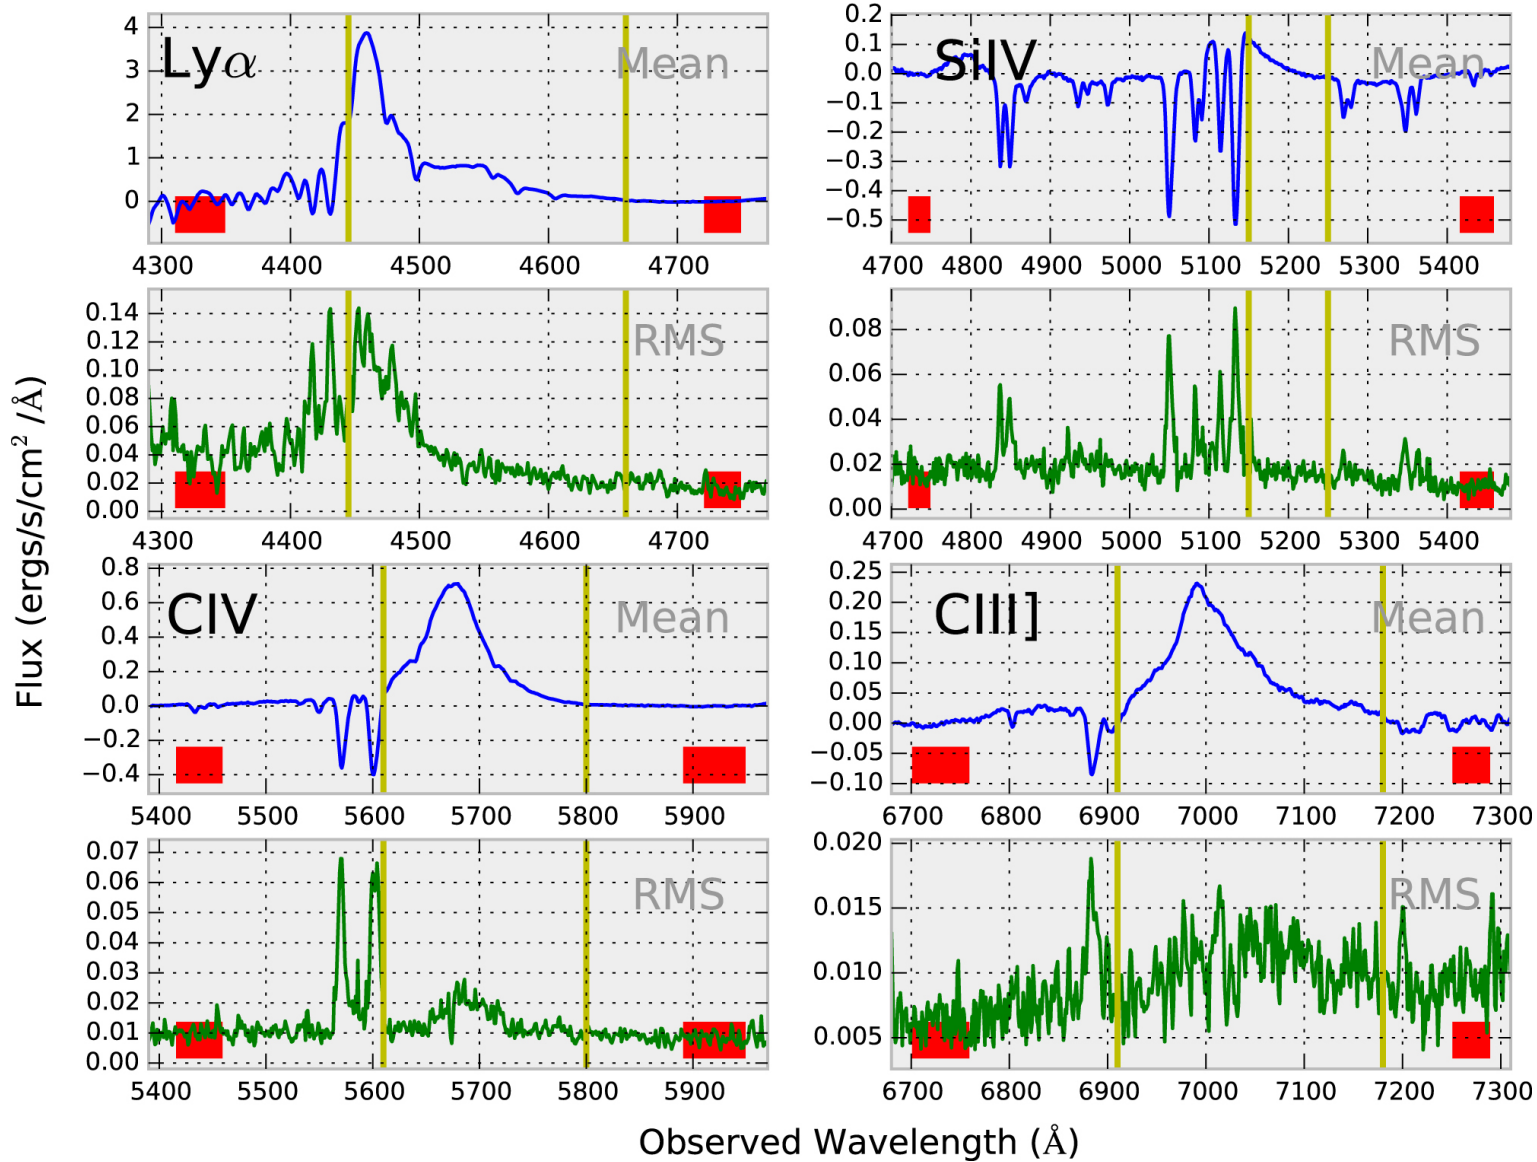 Flux (ergs/s/cm² /Å)
Lyα
Mean
4
3
2
1
0
4300 4400 4500 4600 4700
SiIV
Mean
0.2
0.1
0.0
−0.1
−0.2
−0.3
−0.4
−0.5
4700 4800 4900 5000 5100 5200 5300 5400
RMS
0.14
0.12
0.10
0.08
0.06
0.04
0.02
0.00
4300 4400 4500 4600 4700
RMS
0.08
0.06
0.04
0.02
0.00
4700 4800 4900 5000 5100 5200 5300 5400
CIV
Mean
0.8
0.6
0.4
0.2
0.0
−0.2
−0.4
5400 5500 5600 5700 5800 5900
CIII]
Mean
0.25
0.20
0.15
0.10
0.05
0.00
−0.05
−0.10
6700 6800 6900 7000 7100 7200 7300
RMS
0.07
0.06
0.05
0.04
0.03
0.02
0.01
0.00
5400 5500 5600 5700 5800 5900
RMS
0.020
0.015
0.010
0.005
6700 6800 6900 7000 7100 7200 7300
Observed Wavelength (Å)